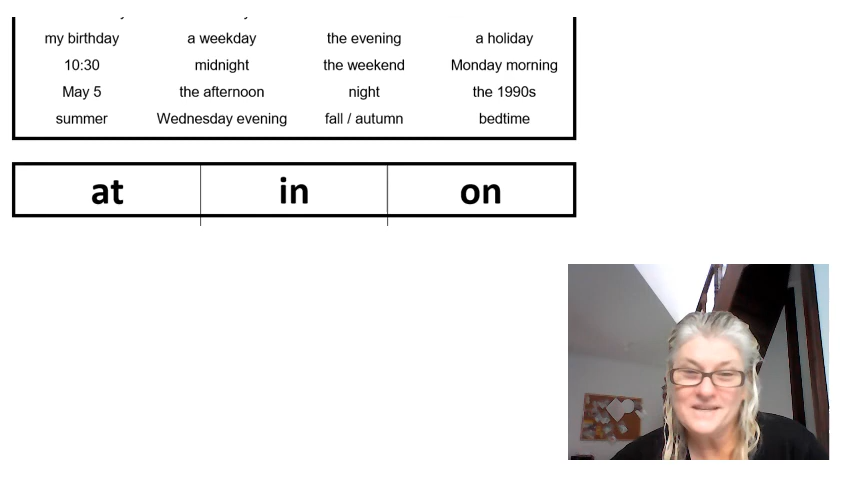 my birthday a weekday the evening a holiday
10:30 midnight the weekend Monday morning
May 5 the afternoon night the 1990s
summer Wednesday evening fall / autumn bedtime
at in on